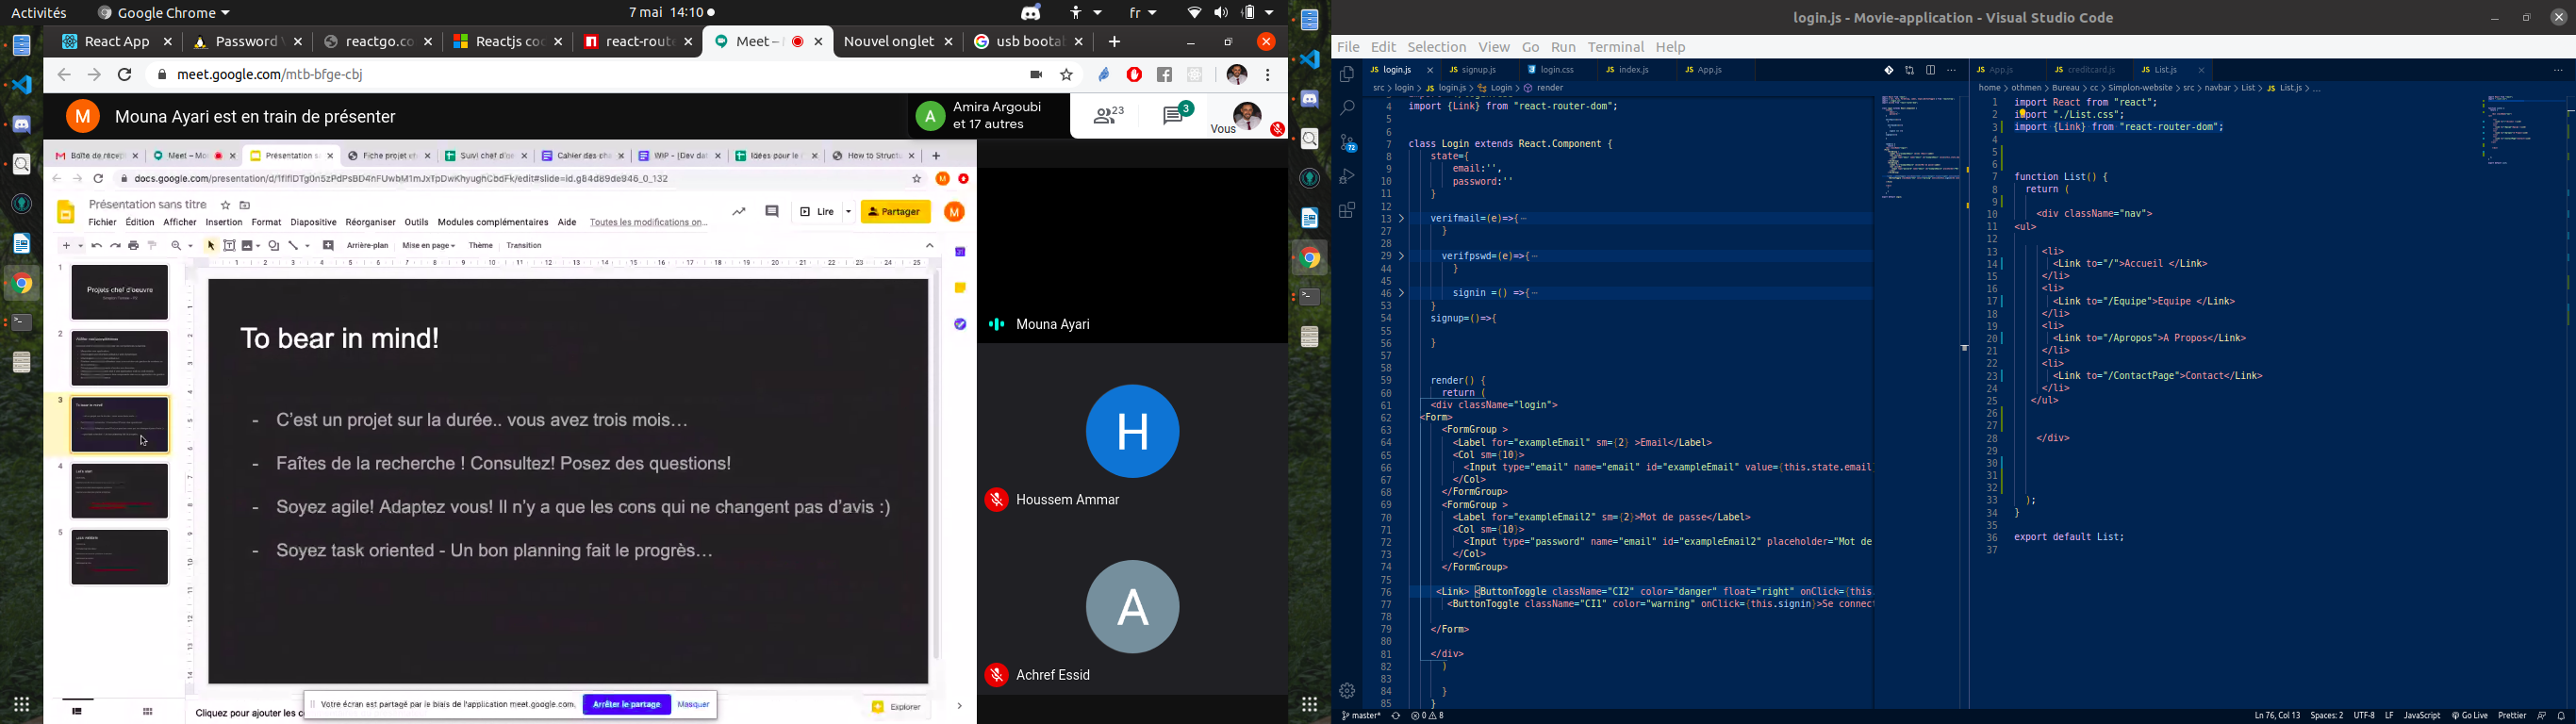 Activités
Google Chrome
7 mai 14:10
fr
React App
Password
reactgo.co
Reactjs coo
react-route
Meet –
Nouvel onglet
usb bootab
meet.google.com/mtb-bfge-cbj
M
Mouna Ayari est en train de présenter
A
Amira Argoubi
et 17 autres
23
3
Vous
Boîte de récep
Meet – Mo
Présentation sa
Fiche projet
Suivi chef d'oe
Cahier des cha
WIP - [Dev da
Idées pour le
How to Structu
Présentation sans titre
Fichier Édition Afficher Insertion Format Diapositive Réorganiser Outils Modules complémentaires Aide Toutes les modifications on...
Lire
Partager
M
Arrière-plan Mise en page Thème Transition
1
Projets chef d'oeuvre
2
3
4
5
To bear in mind!
- C'est un projet sur la durée.. vous avez trois mois…
- Faîtes de la recherche ! Consultez! Posez des questions!
- Soyez agile! Adaptez vous! Il n'y a que les cons qui ne changent pas d'avis :)
- Soyez task oriented - Un bon planning fait le progrès…
Cliquez pour ajouter les c
Votre écran est partagé par le biais de l'application meet.google.com.
Arrêter le partage
Masquer
Explorer
Mouna Ayari
H
Houssem Ammar
A
Achref Essid
login.js - Movie-application - Visual Studio Code
File Edit Selection View Go Run Terminal Help
72
JS login.js
JS signup.js
login.css
JS index.js
JS App.js
src > login > JS login.js > Login > render
4 import {Link} from "react-router-dom";
5
6
7 class Login extends React.Component {
8 state={
9 email:'',
10 password:''
11 }
12
13 verifmail=(e)=>{⋯
27 }
28
29 verifpswd=(e)=>{⋯
44 }
45
46 signin =() =>{⋯
53 }
54 signup=()=>{
55
56 }
57
58
59 render() {
60 return (
61 <div className="login">
62 <Form>
63 <FormGroup >
64 <Label for="exampleEmail" sm={2} >Email</Label>
65 <Col sm={10}>
66 <Input type="email" name="email" id="exampleEmail" value={this.state.email
67 </Col>
68 </FormGroup>
69 <FormGroup >
70 <Label for="exampleEmail2" sm={2}>Mot de passe</Label>
71 <Col sm={10}>
72 <Input type="password" name="email" id="exampleEmail2" placeholder="Mot de
73 </Col>
74 </FormGroup>
75
76 <Link> <ButtonToggle className="CI2" color="danger" float="right" onClick={this
77 <ButtonToggle className="CI1" color="warning" onClick={this.signin}>Se connect
78
79 </Form>
80
81 </div>
82 )
83
84 }
85 }
JS App.js
JS creditcard.js
JS List.js
home > othmen > Bureau > cc > Simplon-website > src > navbar > List > JS List.js > ...
1 import React from "react";
2 import "./List.css";
3 import {Link} from "react-router-dom";
4
5
6
7 function List() {
8 return (
9
10 <div className="nav">
11 <ul>
12
13 <li>
14 <Link to="/">Accueil </Link>
15 </li>
16 <li>
17 <Link to="/Equipe">Equipe </Link>
18 </li>
19 <li>
20 <Link to="/Apropos">A Propos</Link>
21 </li>
22 <li>
23 <Link to="/ContactPage">Contact</Link>
24 </li>
25 </ul>
26
27
28 </div>
29
30
31
32
33 );
34 }
35
36 export default List;
37
master*
0 8
Ln 76, Col 13 Spaces: 2 UTF-8 LF JavaScript Go Live Prettier